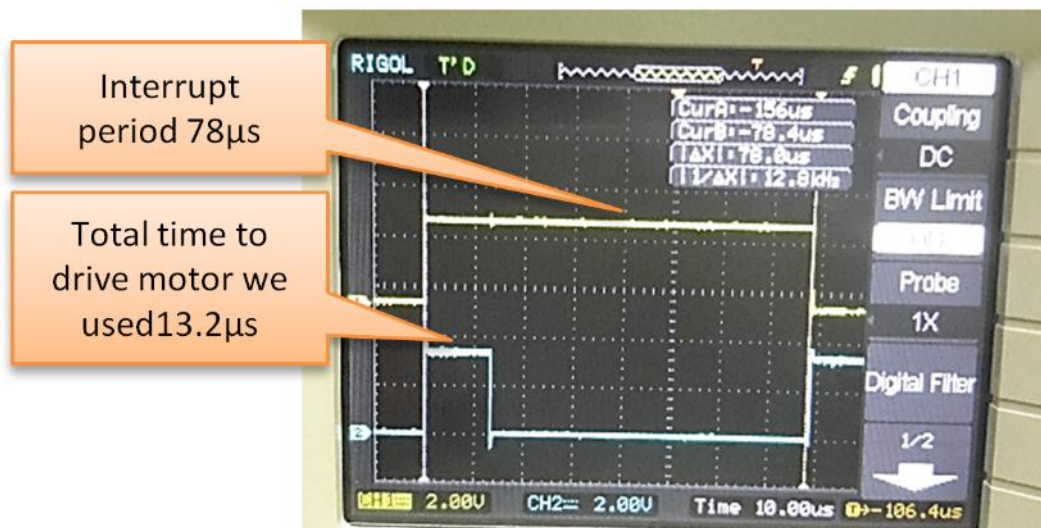 Interrupt
period 78µs
Total time to
drive motor we
used13.2µs
RIGOL T'D
CurA:-156us
CurB:-78.4us
|ΔX|:78.0us
|1/ΔX|:12.8kHz
CH1
Coupling
DC
BW Limit
Probe
1X
Digital Filter
1/2
2
2.00V CH2 2.00V Time 10.00us -106.4us